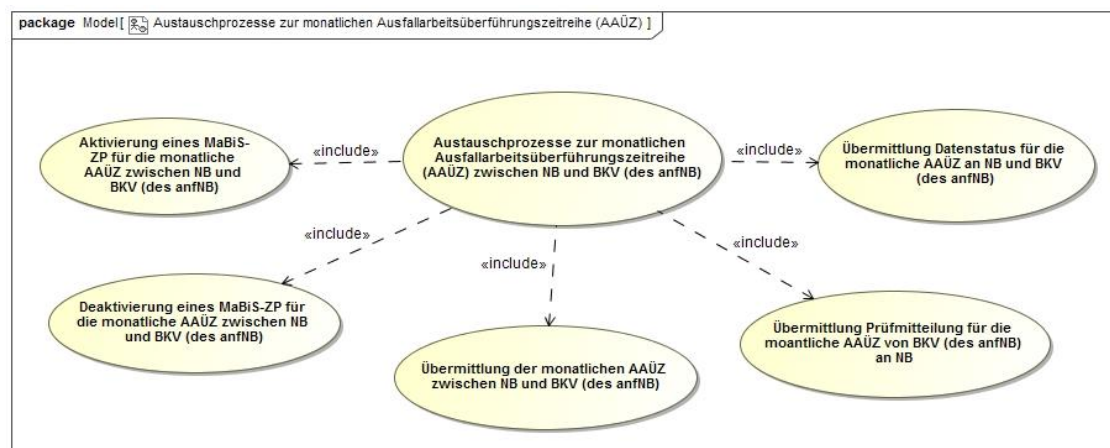 package Model [ Austauschprozesse zur monatlichen Ausfallarbeitsüberführungszeitreihe (AAÜZ) ]
Aktivierung eines MaBiS-
ZP für die monatliche
AAÜZ zwischen NB und
BKV (des anfNB)
«include»
Austauschprozesse zur monatlichen
Ausfallarbeitsüberführungszeitreihe
(AAÜZ) zwischen NB und BKV (des anfNB)
«include»
Übermittlung Datenstatus für die
monatliche AAÜZ an NB und BKV
(des anfNB)
«include»
«include»
«include»
Deaktivierung eines MaBiS-ZP für
die monatliche AAÜZ zwischen NB
und BKV (des anfNB)
Übermittlung der monatlichen AAÜZ
zwischen NB und BKV (des anfNB)
Übermittlung Prüfmitteilung für die
moantliche AAÜZ von BKV (des anfNB)
an NB